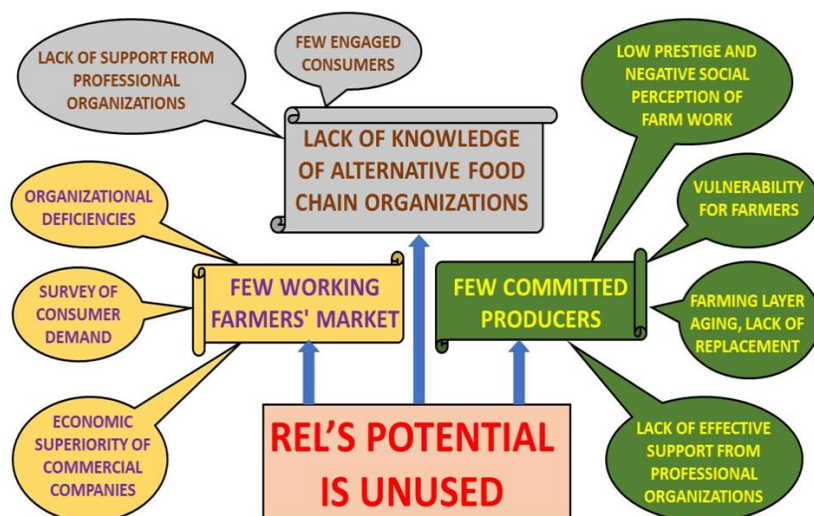 LACK OF SUPPORT FROM
PROFESSIONAL
ORGANIZATIONS
FEW ENGAGED
CONSUMERS
LOW PRESTIGE AND
NEGATIVE SOCIAL
PERCEPTION OF
FARM WORK
LACK OF KNOWLEDGE
OF ALTERNATIVE FOOD
CHAIN ORGANIZATIONS
ORGANIZATIONAL
DEFICIENCIES
VULNERABILITY
FOR FARMERS
SURVEY OF
CONSUMER
DEMAND
FEW WORKING
FARMERS' MARKET
FEW COMMITTED
PRODUCERS
FARMING LAYER
AGING, LACK OF
REPLACEMENT
ECONOMIC
SUPERIORITY OF
COMMERCIAL
COMPANIES
REL'S POTENTIAL
IS UNUSED
LACK OF EFFECTIVE
SUPPORT FROM
PROFESSIONAL
ORGANIZATIONS